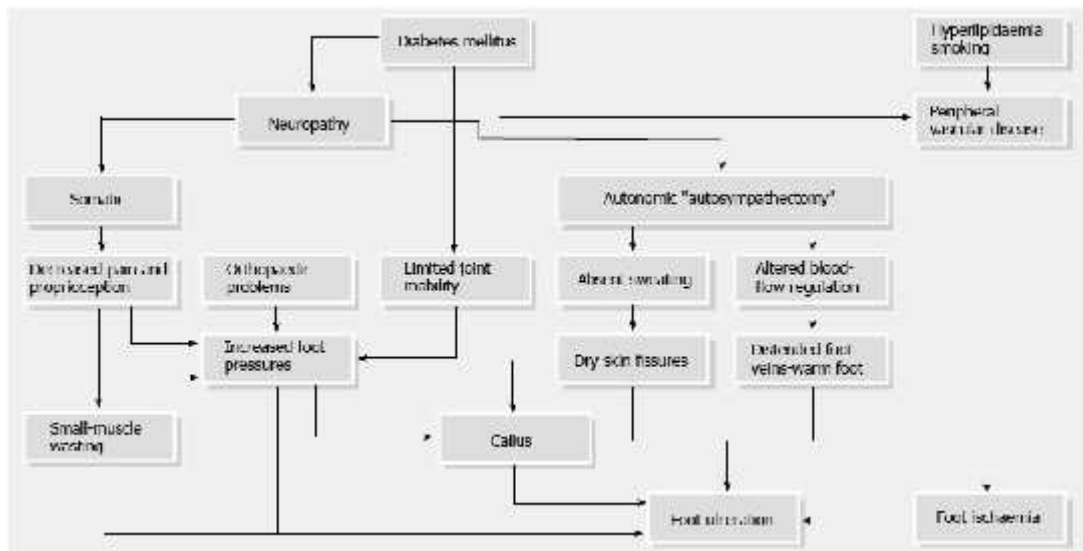 Diabetes mellitus
Hyperlipidaemia
smoking
Neuropathy
Peripheral
vascular disease
Somatic
Autonomic "autosympathectomy"
Decreased pain and
proprioception
Orthopaedic
problems
Limited joint
mobility
Absent sweating
Altered blood-
flow regulation
Increased foot
pressures
Dry skin fissures
Distended foot
veins-warm foot
Small-muscle
wasting
Callus
Foot ulceration
Foot ischaemia